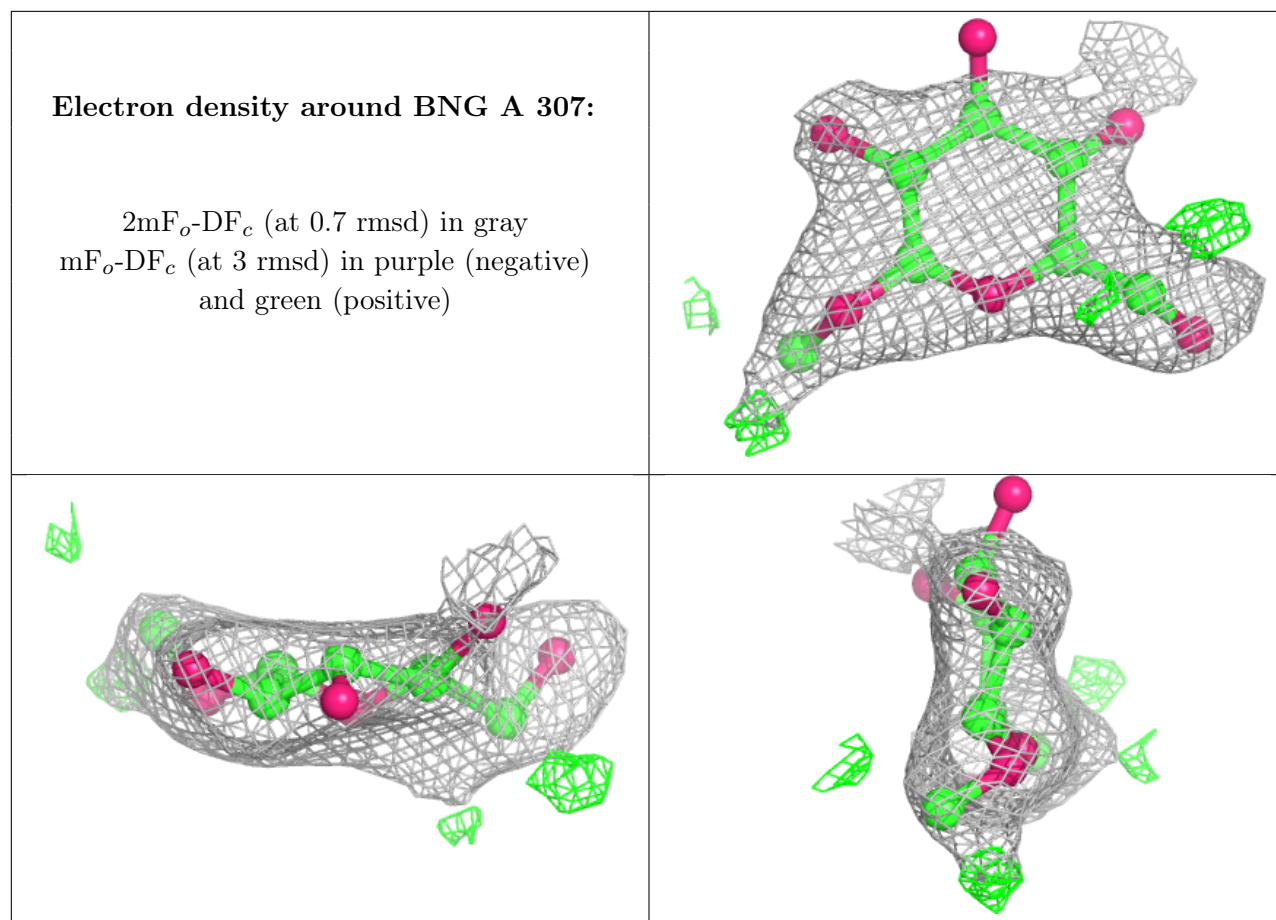 Electron density around BNG A 307:
2mFo-DFc (at 0.7 rmsd) in gray
mFo-DFc (at 3 rmsd) in purple (negative)
and green (positive)